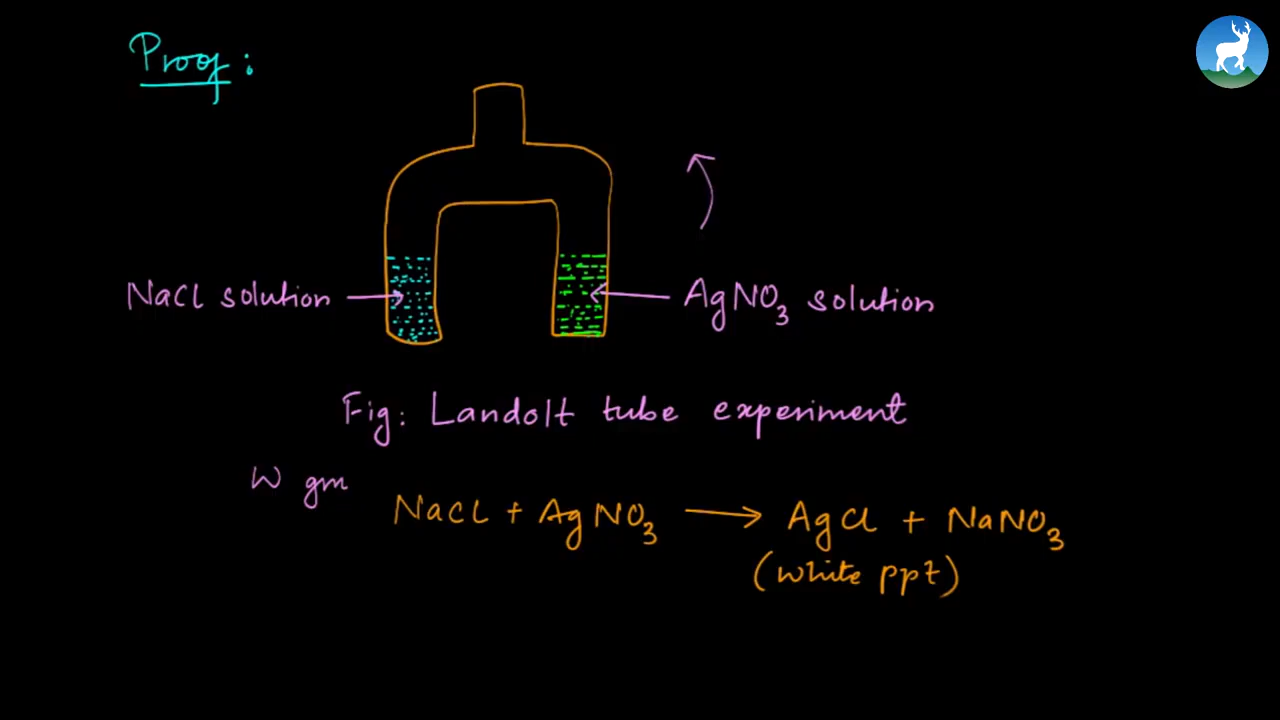 Proof:
NaCl solution
AgNO₃ solution
Fig: Landolt tube experiment
W gm
NaCl + AgNO₃ → AgCl + NaNO₃
(white ppt)